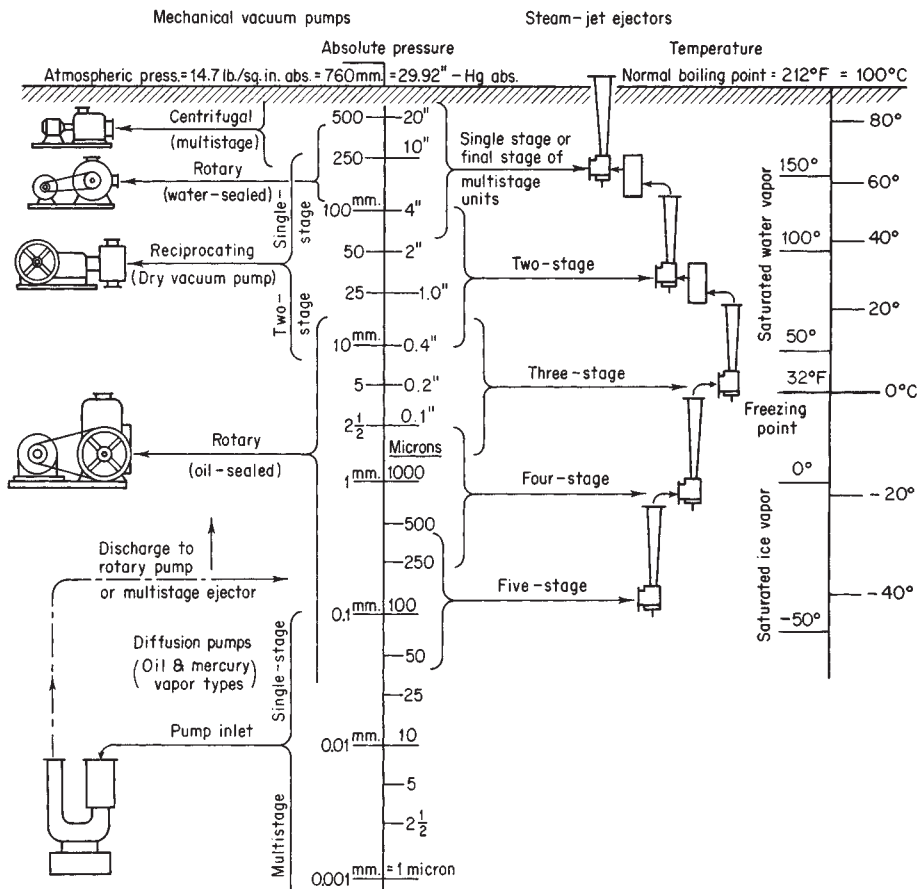 Mechanical vacuum pumps
Steam-jet ejectors
Absolute pressure
Temperature
Atmospheric press.= 14.7 lb./sq.in. abs. = 760mm. = 29.92" - Hg abs.
Normal boiling point = 212°F = 100°C
Centrifugal
(multistage)
Rotary
(water-sealed)
Reciprocating
(Dry vacuum pump)
Single-
stage
Two-
stage
Rotary
(oil-sealed)
Discharge to
rotary pump
or multistage ejector
Diffusion pumps
(Oil & mercury
vapor types)
Pump inlet
Single-stage
Multistage
500 20"
250 10"
100 mm. 4"
50 2"
25 1.0"
10 mm. 0.4"
5 0.2"
2 1/2 0.1"
Microns
1 mm. 1000
500
250
0.1 mm. 100
50
25
0.01 mm. 10
5
2 1/2
0.001 mm. = 1 micron
Single stage or
final stage of
multistage
units
Two-stage
Three-stage
Four-stage
Five-stage
Saturated water vapor
Saturated ice vapor
150°
100°
50°
32°F
Freezing
point
0°
-50°
80°
60°
40°
20°
0°C
-20°
-40°